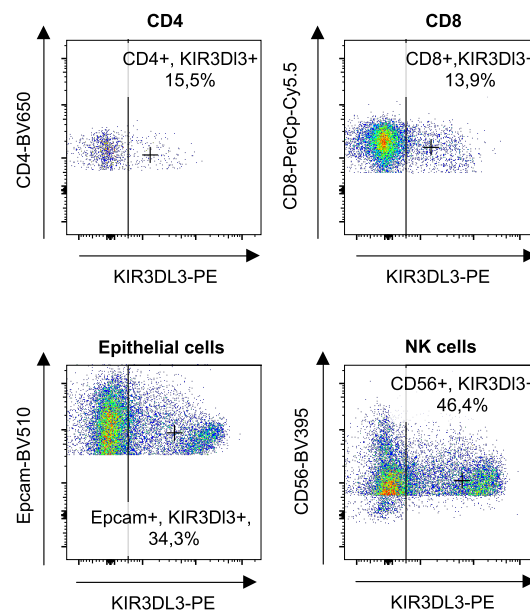 CD4
CD4+, KIR3Dl3+
15,5%
CD4-BV650
KIR3DL3-PE
CD8
CD8+,KIR3Dl3+
13,9%
CD8-PerCp-Cy5.5
KIR3DL3-PE
Epithelial cells
Epcam+, KIR3Dl3+,
34,3%
Epcam-BV510
KIR3DL3-PE
NK cells
CD56+, KIR3Dl3+
46,4%
CD56-BV395
KIR3DL3-PE